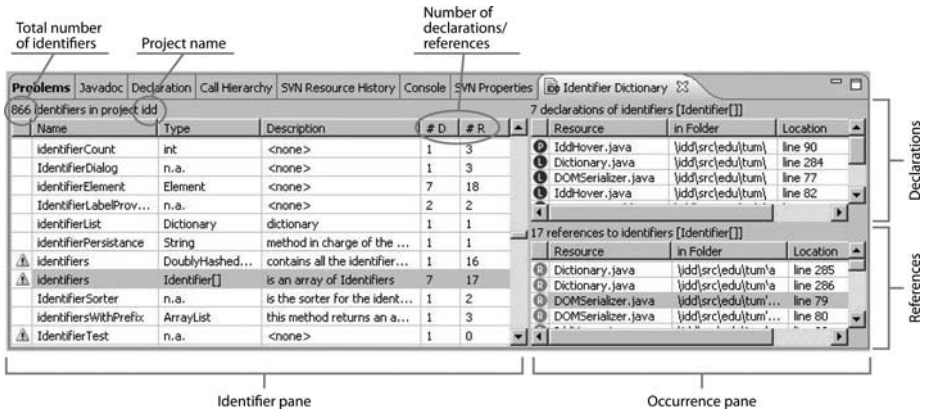 Total number
of identifiers
Project name
Number of
declarations/
references
Problems Javadoc Declaration Call Hierarchy SVN Resource History Console SVN Properties Identifier Dictionary
866 identifiers in project idd
Name Type Description # D # R
identifierCount int <none> 1 3
IdentifierDialog n.a. <none> 1 3
identifierElement Element <none> 7 18
IdentifierLabelProv... n.a. <none> 2 2
identifierList Dictionary dictionary 1 1
identifierPersistance String method in charge of the ... 1 1
identifiers DoublyHashed... contains all the identifier... 1 16
identifiers Identifier[] is an array of Identifiers 7 17
IdentifierSorter n.a. is the sorter for the ident... 1 2
identifiersWithPrefix ArrayList this method returns an a... 1 3
IdentifierTest n.a. <none> 1 0
7 declarations of identifiers [Identifier[]]
Resource in Folder Location
P IddHover.java \idd\src\edu\tum\ line 90
L Dictionary.java \idd\src\edu\tum\ line 284
L DOMSerializer.java \idd\src\edu\tum\ line 77
L IddHover.java \idd\src\edu\tum\ line 82
17 references to identifiers [Identifier[]]
Resource in Folder Location
R Dictionary.java \idd\src\edu\tum\a line 285
R Dictionary.java \idd\src\edu\tum\a line 286
R DOMSerializer.java \idd\src\edu\tum'... line 79
R DOMSerializer.java \idd\src\edu\tum'... line 80
Declarations
References
Identifier pane
Occurrence pane